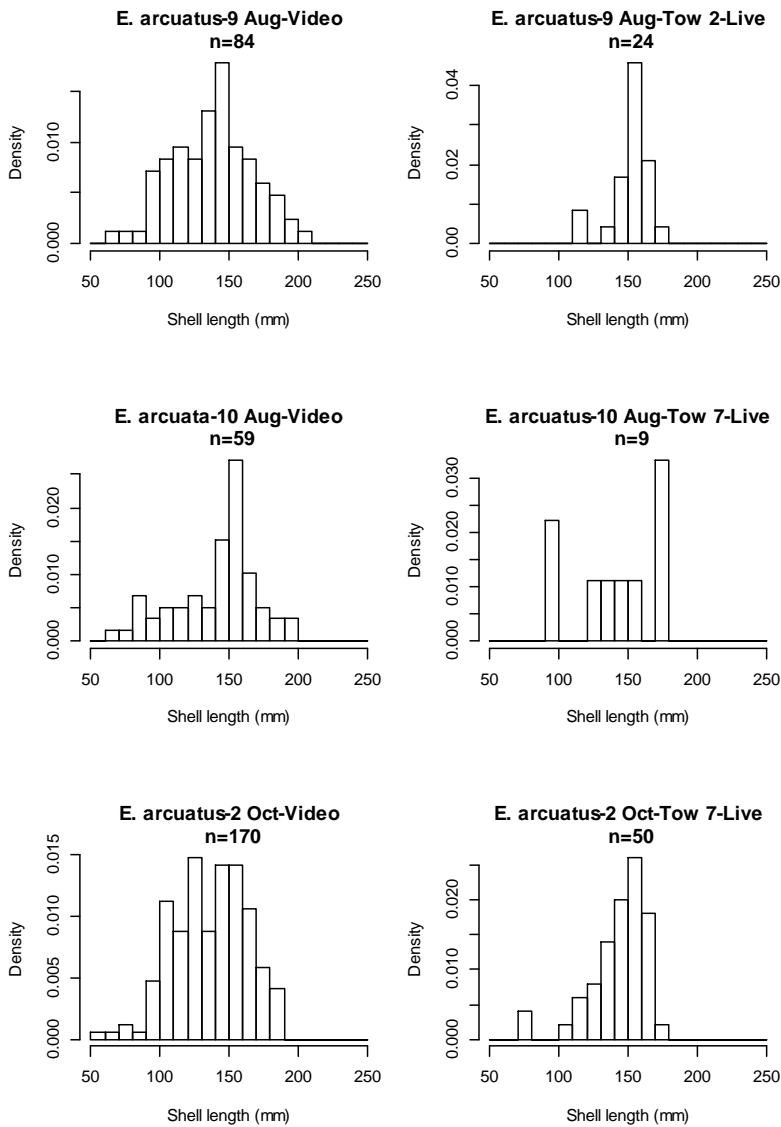 E. arcuatus-9 Aug-Video
n=84
Density
0.000 0.010
50 100 150 200 250
Shell length (mm)
E. arcuatus-9 Aug-Tow 2-Live
n=24
Density
0.00 0.02 0.04
50 100 150 200 250
Shell length (mm)
E. arcuata-10 Aug-Video
n=59
Density
0.000 0.010 0.020
50 100 150 200 250
Shell length (mm)
E. arcuatus-10 Aug-Tow 7-Live
n=9
Density
0.000 0.010 0.020 0.030
50 100 150 200 250
Shell length (mm)
E. arcuatus-2 Oct-Video
n=170
Density
0.000 0.005 0.010 0.015
50 100 150 200 250
Shell length (mm)
E. arcuatus-2 Oct-Tow 7-Live
n=50
Density
0.000 0.010 0.020
50 100 150 200 250
Shell length (mm)